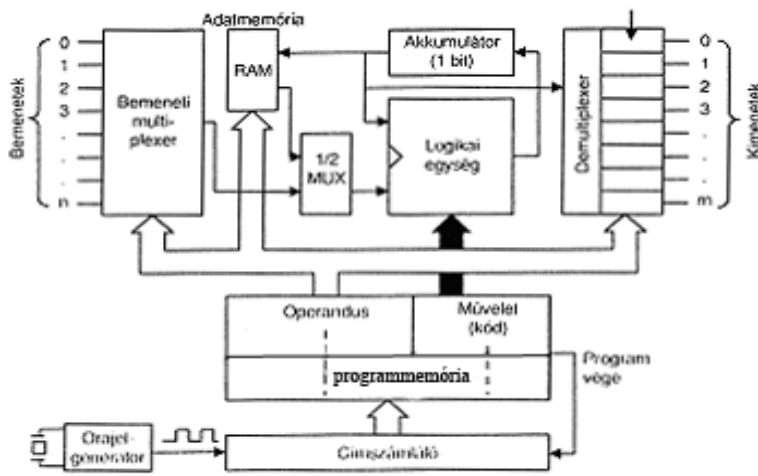 Adatmemória
RAM
Akkumulátor
(1 bit)
Bemenetek
0
1
2
3
.
.
.
n
Bemeneti
multi-
plexer
1/2
MUX
Logikai
egység
Demultiplexer
0
1
2
3
.
.
.
m
Kimenetek
Operandus
Művelet
(kód)
programmemória
Program
vége
Órajel-
generátor
Címszámláló